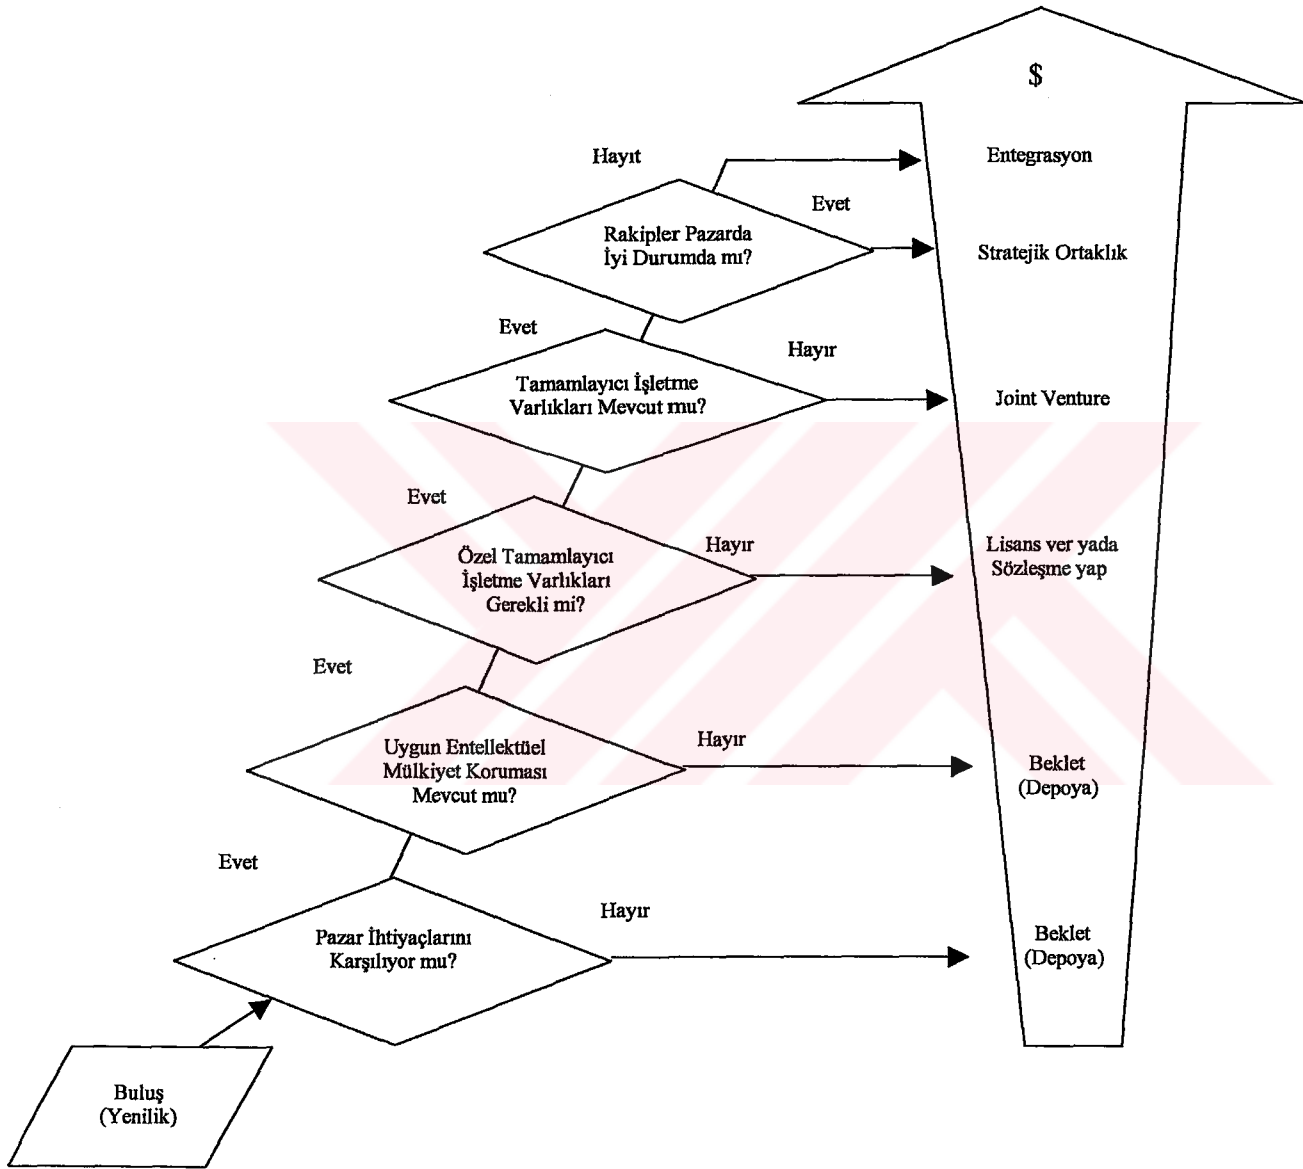 $
Hayıt
Entegrasyon
Evet
Rakipler Pazarda
İyi Durumda mı?
Stratejik Ortaklık
Evet
Hayır
Tamamlayıcı İşletme
Varlıkları Mevcut mu?
Joint Venture
Evet
Hayır
Özel Tamamlayıcı
İşletme Varlıkları
Gerekli mi?
Lisans ver yada
Sözleşme yap
Evet
Hayır
Uygun Entellektüel
Mülkiyet Koruması
Mevcut mu?
Beklet
(Depoya)
Evet
Hayır
Pazar İhtiyaçlarını
Karşılıyor mu?
Beklet
(Depoya)
Buluş
(Yenilik)